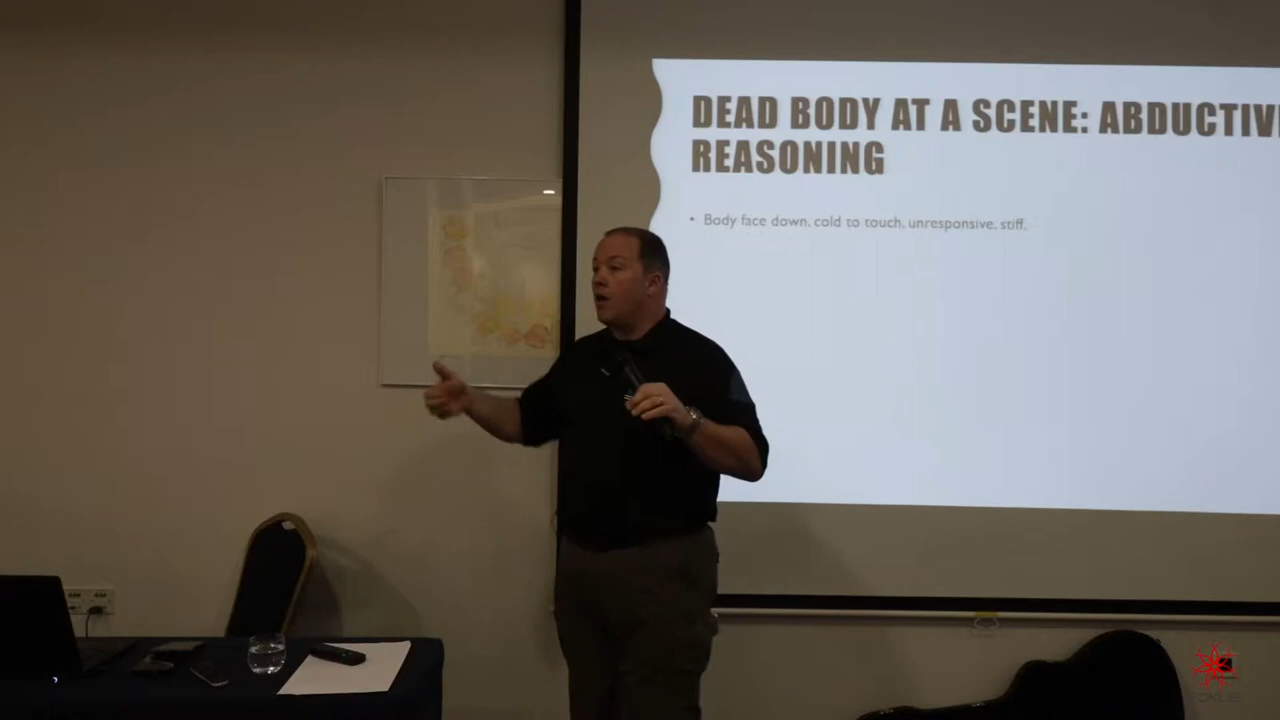 DEAD BODY AT A SCENE: ABDUCTIV
REASONING
• Body face down, cold to touch, unresponsive, stiff.